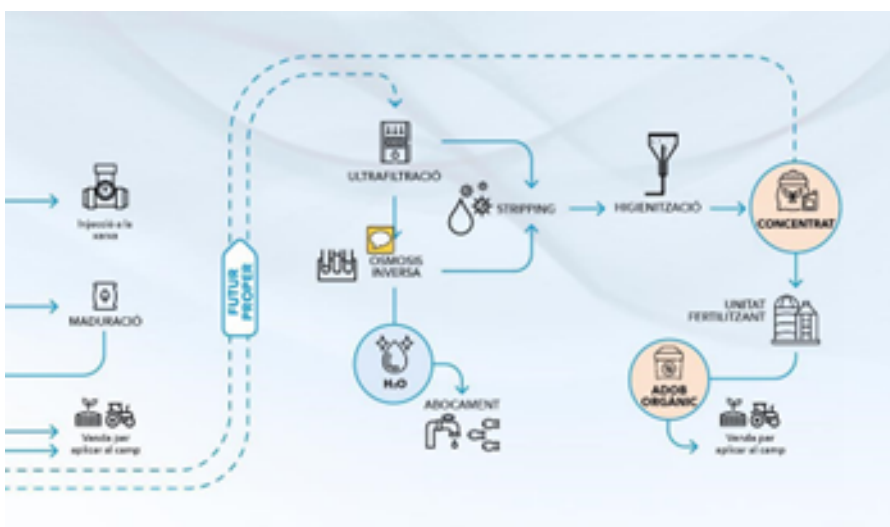 Injecció a la
xarxa
MADURACIÓ
Venda per
aplicar al camp
FUTUR
PROPER
ULTRAFILTRACIÓ
OSMOSIS
INVERSA
H₂O
ABOCAMENT
STRIPPING
HIGIENITZACIÓ
CONCENTRAT
UNITAT
FERTILITZANT
ADOB
ORGÀNIC
Venda per
aplicar al camp